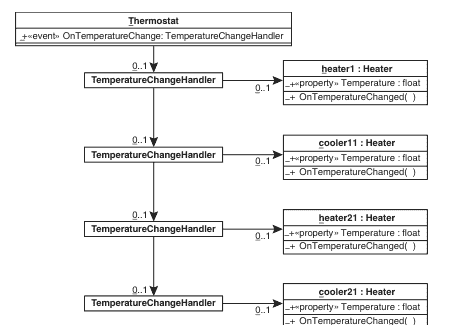 Thermostat
+«event» OnTemperatureChange: TemperatureChangeHandler
0..1
TemperatureChangeHandler
0..1
heater1 : Heater
+«property» Temperature : float
+ OnTemperatureChanged( )
0..1
TemperatureChangeHandler
0..1
cooler11 : Heater
+«property» Temperature : float
+ OnTemperatureChanged( )
0..1
TemperatureChangeHandler
0..1
heater21 : Heater
+«property» Temperature : float
+ OnTemperatureChanged( )
0..1
TemperatureChangeHandler
0..1
cooler21 : Heater
+«property» Temperature : float
+ OnTemperatureChanged( )